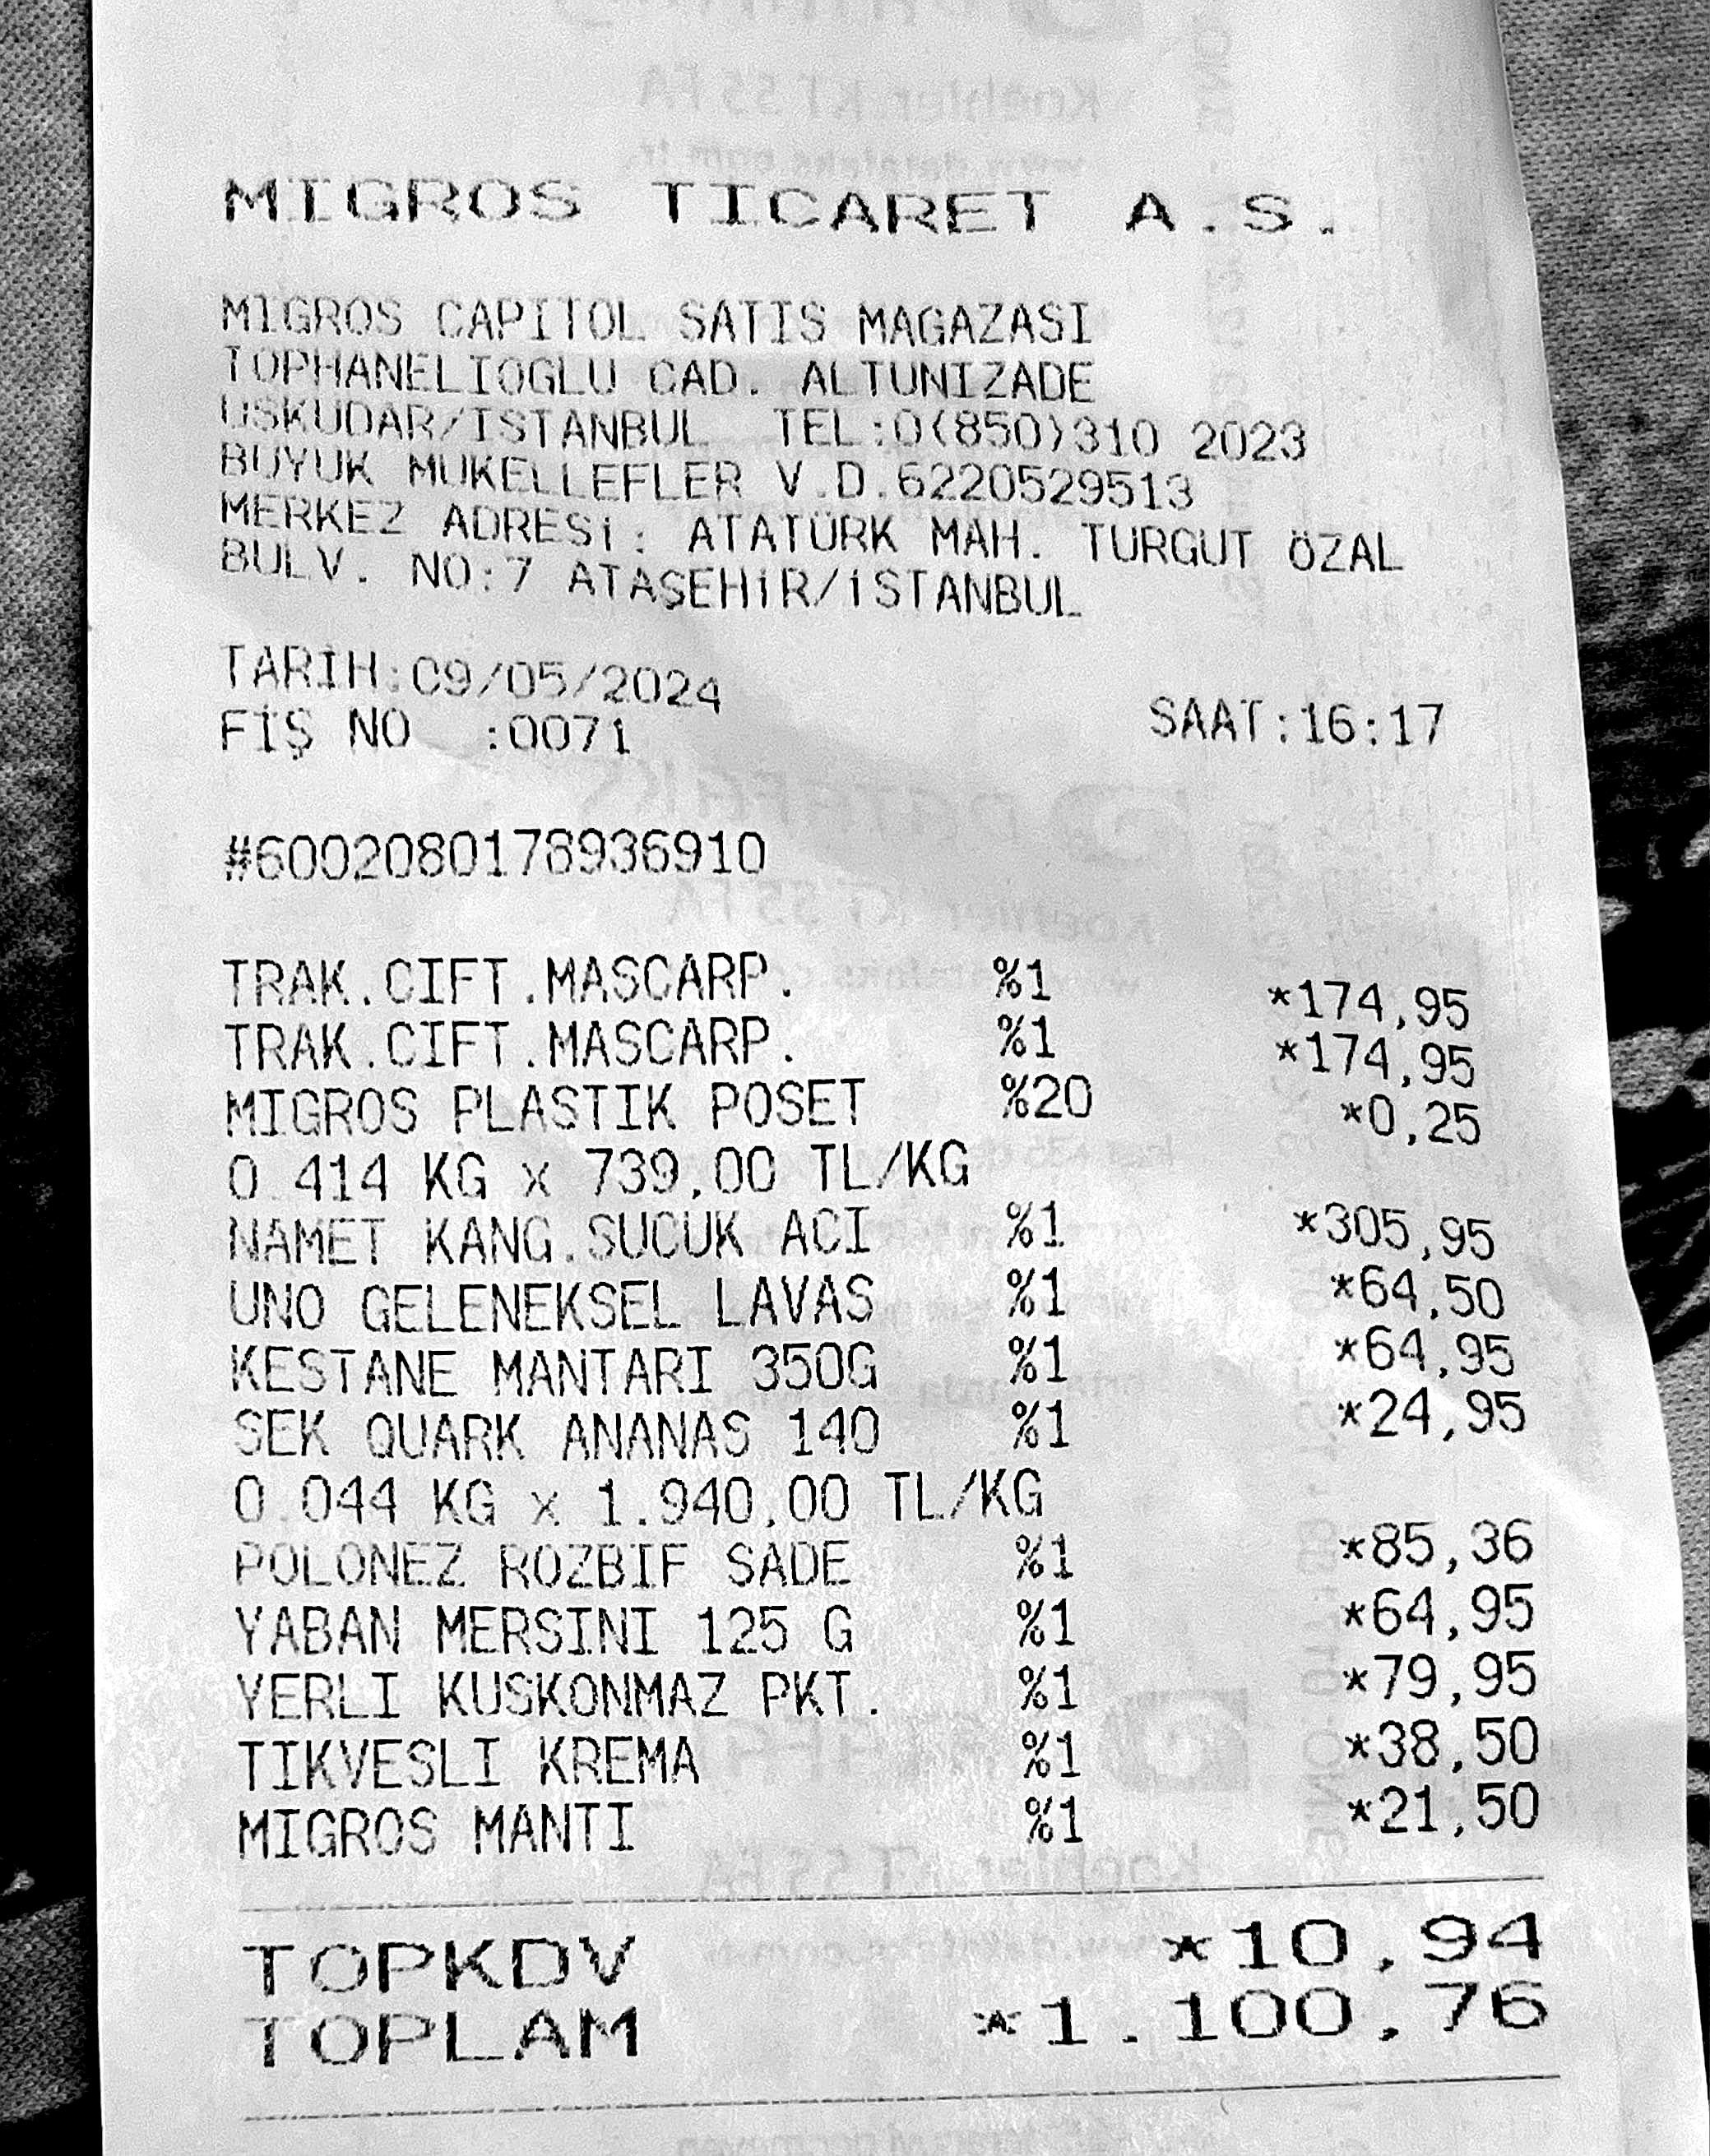 MIGROS TICARET A.S.
MIGROS CAPITOL SATIS MAGAZASI
TOPHANELIOGLU CAD. ALTUNIZADE
USKUDAR/ISTANBUL TEL:0(850)310 2023
BUYUK MUKELLEFLER V.D.6220529513
MERKEZ ADRESİ: ATATÜRK MAH. TURGUT ÖZAL
BULV. NO:7 ATAŞEHİR/İSTANBUL
TARİH:09/05/2024
SAAT:16:17
FİŞ NO :0071
#6002080178936910
TRAK.CIFT.MASCARP. %1 *174,95
TRAK.CIFT.MASCARP. %1 *174,95
MIGROS PLASTIK POSET %20 *0,25
0.414 KG x 739,00 TL/KG
NAMET KANG.SUCUK ACI %1 *305,95
UNO GELENEKSEL LAVAS %1 *64,50
KESTANE MANTARI 350G %1 *64,95
SEK QUARK ANANAS 140 %1 *24,95
0.044 KG x 1.940,00 TL/KG
POLONEZ ROZBIF SADE %1 *85,36
YABAN MERSINI 125 G %1 *64,95
YERLI KUSKONMAZ PKT. %1 *79,95
TIKVESLI KREMA %1 *38,50
MIGROS MANTI %1 *21,50
TOPKDV *10,94
TOPLAM *1.100,76